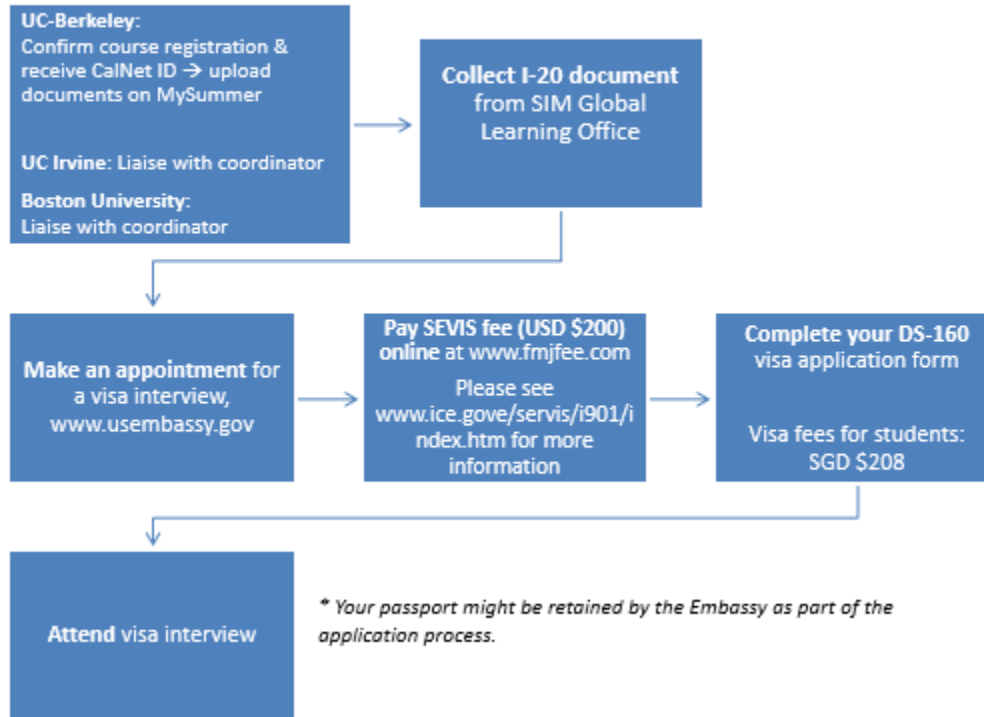 UC-Berkeley:
Confirm course registration &
receive CalNet ID → upload
documents on MySummer
UC Irvine: Liaise with coordinator
Boston University:
Liaise with coordinator
Collect I-20 document
from SIM Global
Learning Office
Make an appointment for
a visa interview,
www.usembassy.gov
Pay SEVIS fee (USD $200)
online at www.fmjfee.com
Please see
www.ice.gove/servis/i901/i
ndex.htm for more
information
Complete your DS-160
visa application form
Visa fees for students:
SGD $208
Attend visa interview
* Your passport might be retained by the Embassy as part of the
application process.